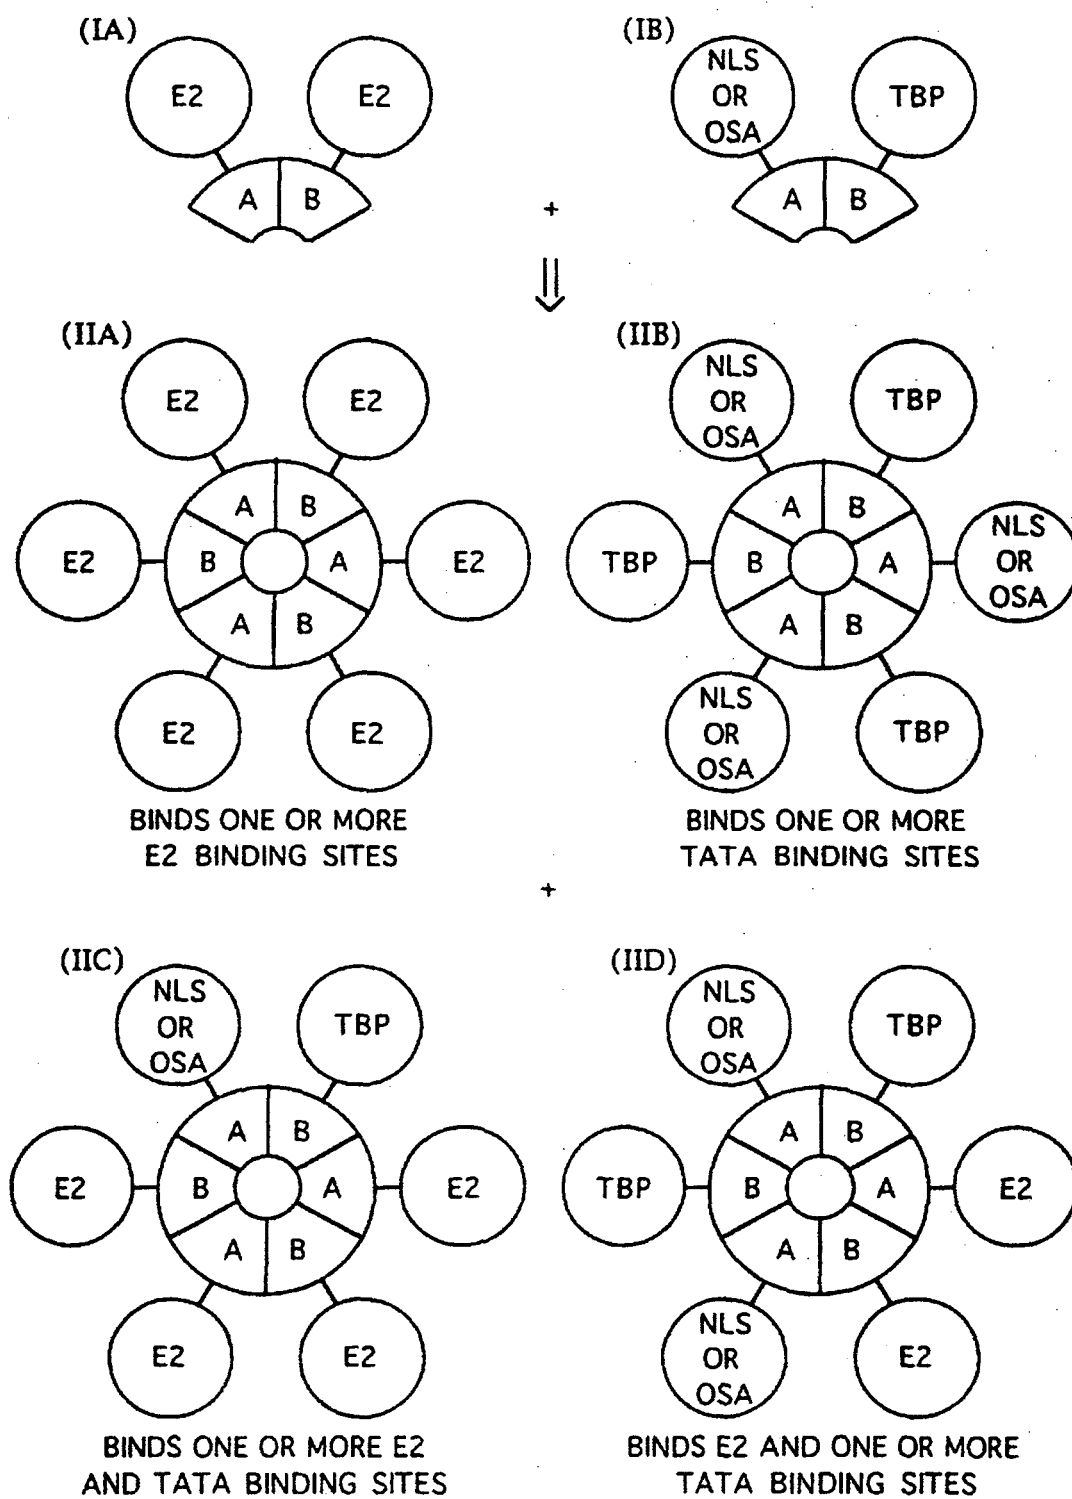 (IA)
E2
E2
A
B
+
(IB)
NLS
OR
OSA
TBP
A
B
(IIA)
E2
E2
A
B
E2
B
A
E2
A
B
E2
E2
BINDS ONE OR MORE
E2 BINDING SITES
(IIB)
NLS
OR
OSA
TBP
A
B
TBP
B
A
NLS
OR
OSA
A
B
NLS
OR
OSA
TBP
BINDS ONE OR MORE
TATA BINDING SITES
+
(IIC)
NLS
OR
OSA
TBP
A
B
E2
B
A
E2
A
B
E2
E2
BINDS ONE OR MORE E2
AND TATA BINDING SITES
(IID)
NLS
OR
OSA
TBP
A
B
TBP
B
A
E2
A
B
NLS
OR
OSA
E2
BINDS E2 AND ONE OR MORE
TATA BINDING SITES